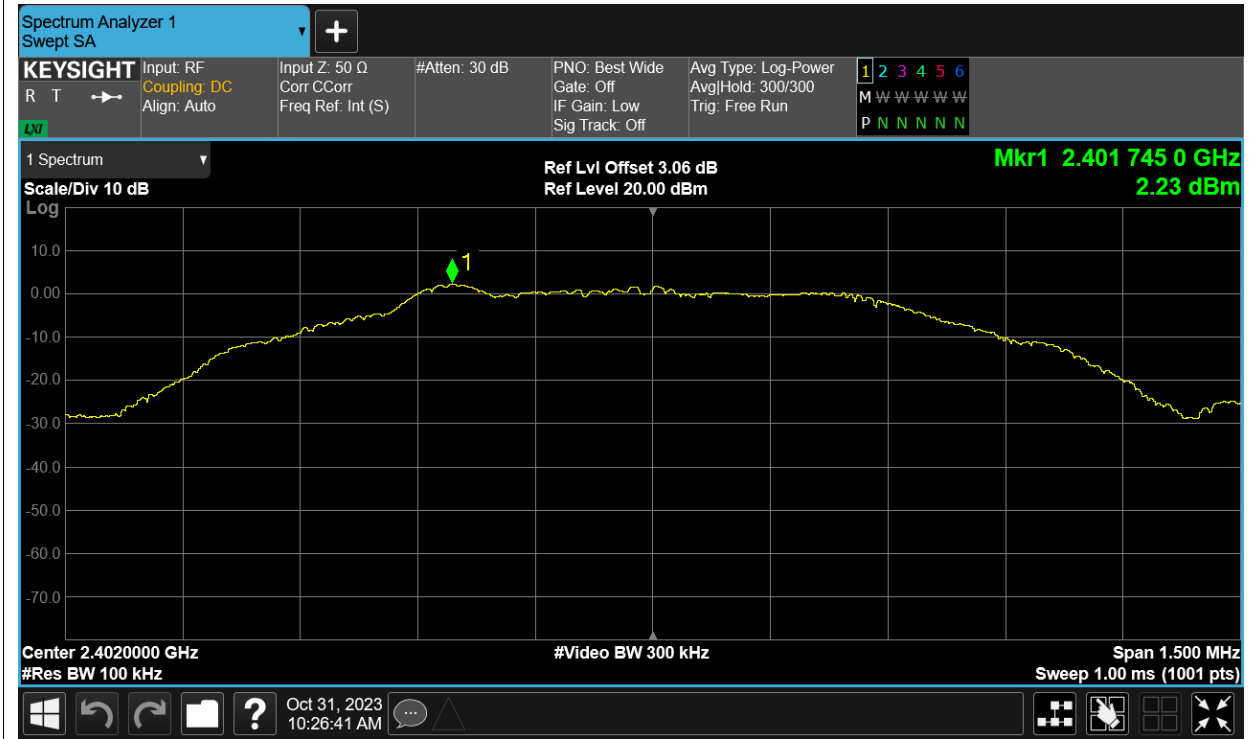 Spectrum Analyzer 1
Swept SA
KEYSIGHT
R T
LXI
Input: RF
Coupling: DC
Align: Auto
Input Z: 50 Ω
Corr CCorr
Freq Ref: Int (S)
#Atten: 30 dB
PNO: Best Wide
Gate: Off
IF Gain: Low
Sig Track: Off
Avg Type: Log-Power
Avg|Hold: 300/300
Trig: Free Run
1 2 3 4 5 6
M W W W W W
P N N N N N
1 Spectrum
Scale/Div 10 dB
Log
Ref Lvl Offset 3.06 dB
Ref Level 20.00 dBm
Mkr1 2.401 745 0 GHz
2.23 dBm
1
10.0
0.00
-10.0
-20.0
-30.0
-40.0
-50.0
-60.0
-70.0
Center 2.4020000 GHz
#Video BW 300 kHz
Span 1.500 MHz
#Res BW 100 kHz
Sweep 1.00 ms (1001 pts)
?
Oct 31, 2023
10:26:41 AM